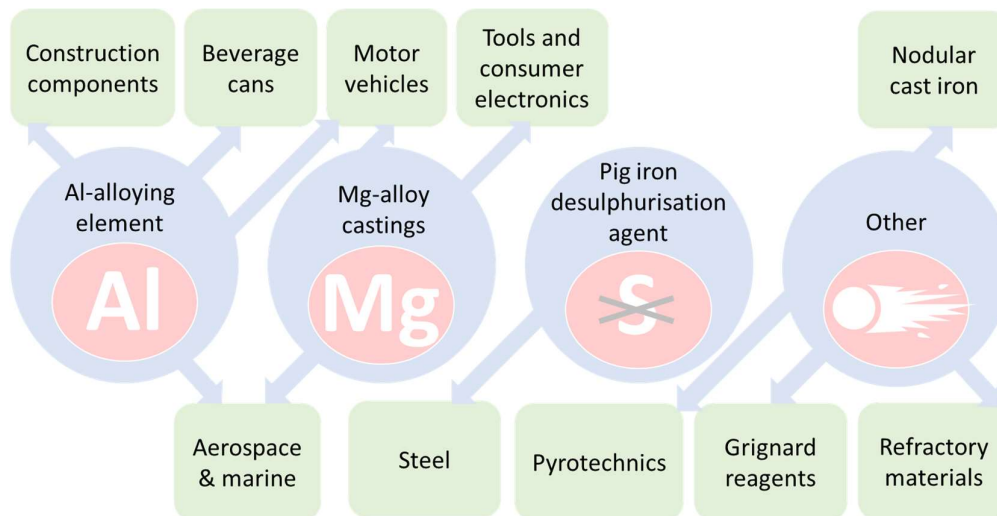 Construction
components
Beverage
cans
Motor
vehicles
Tools and
consumer
electronics
Nodular
cast iron
Al-alloying
element
Al
Mg-alloy
castings
Mg
Pig iron
desulphurisation
agent
S
Other
Aerospace
& marine
Steel
Pyrotechnics
Grignard
reagents
Refractory
materials